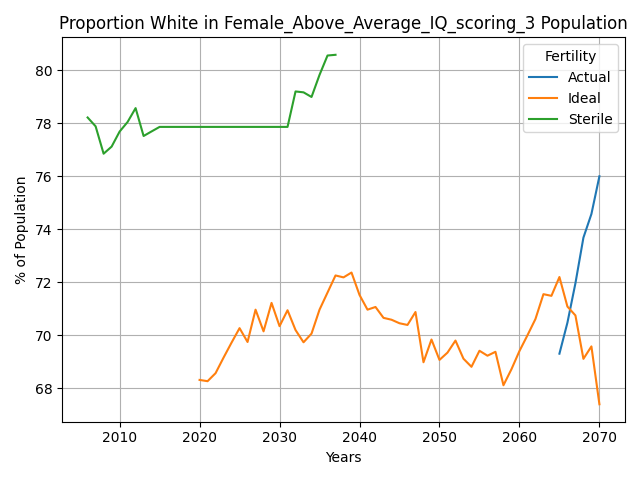 Proportion White in Female_Above_Average_IQ_scoring_3 Population
Fertility
Actual
Ideal
Sterile
% of Population
80
78
76
74
72
70
68
2010 2020 2030 2040 2050 2060 2070
Years